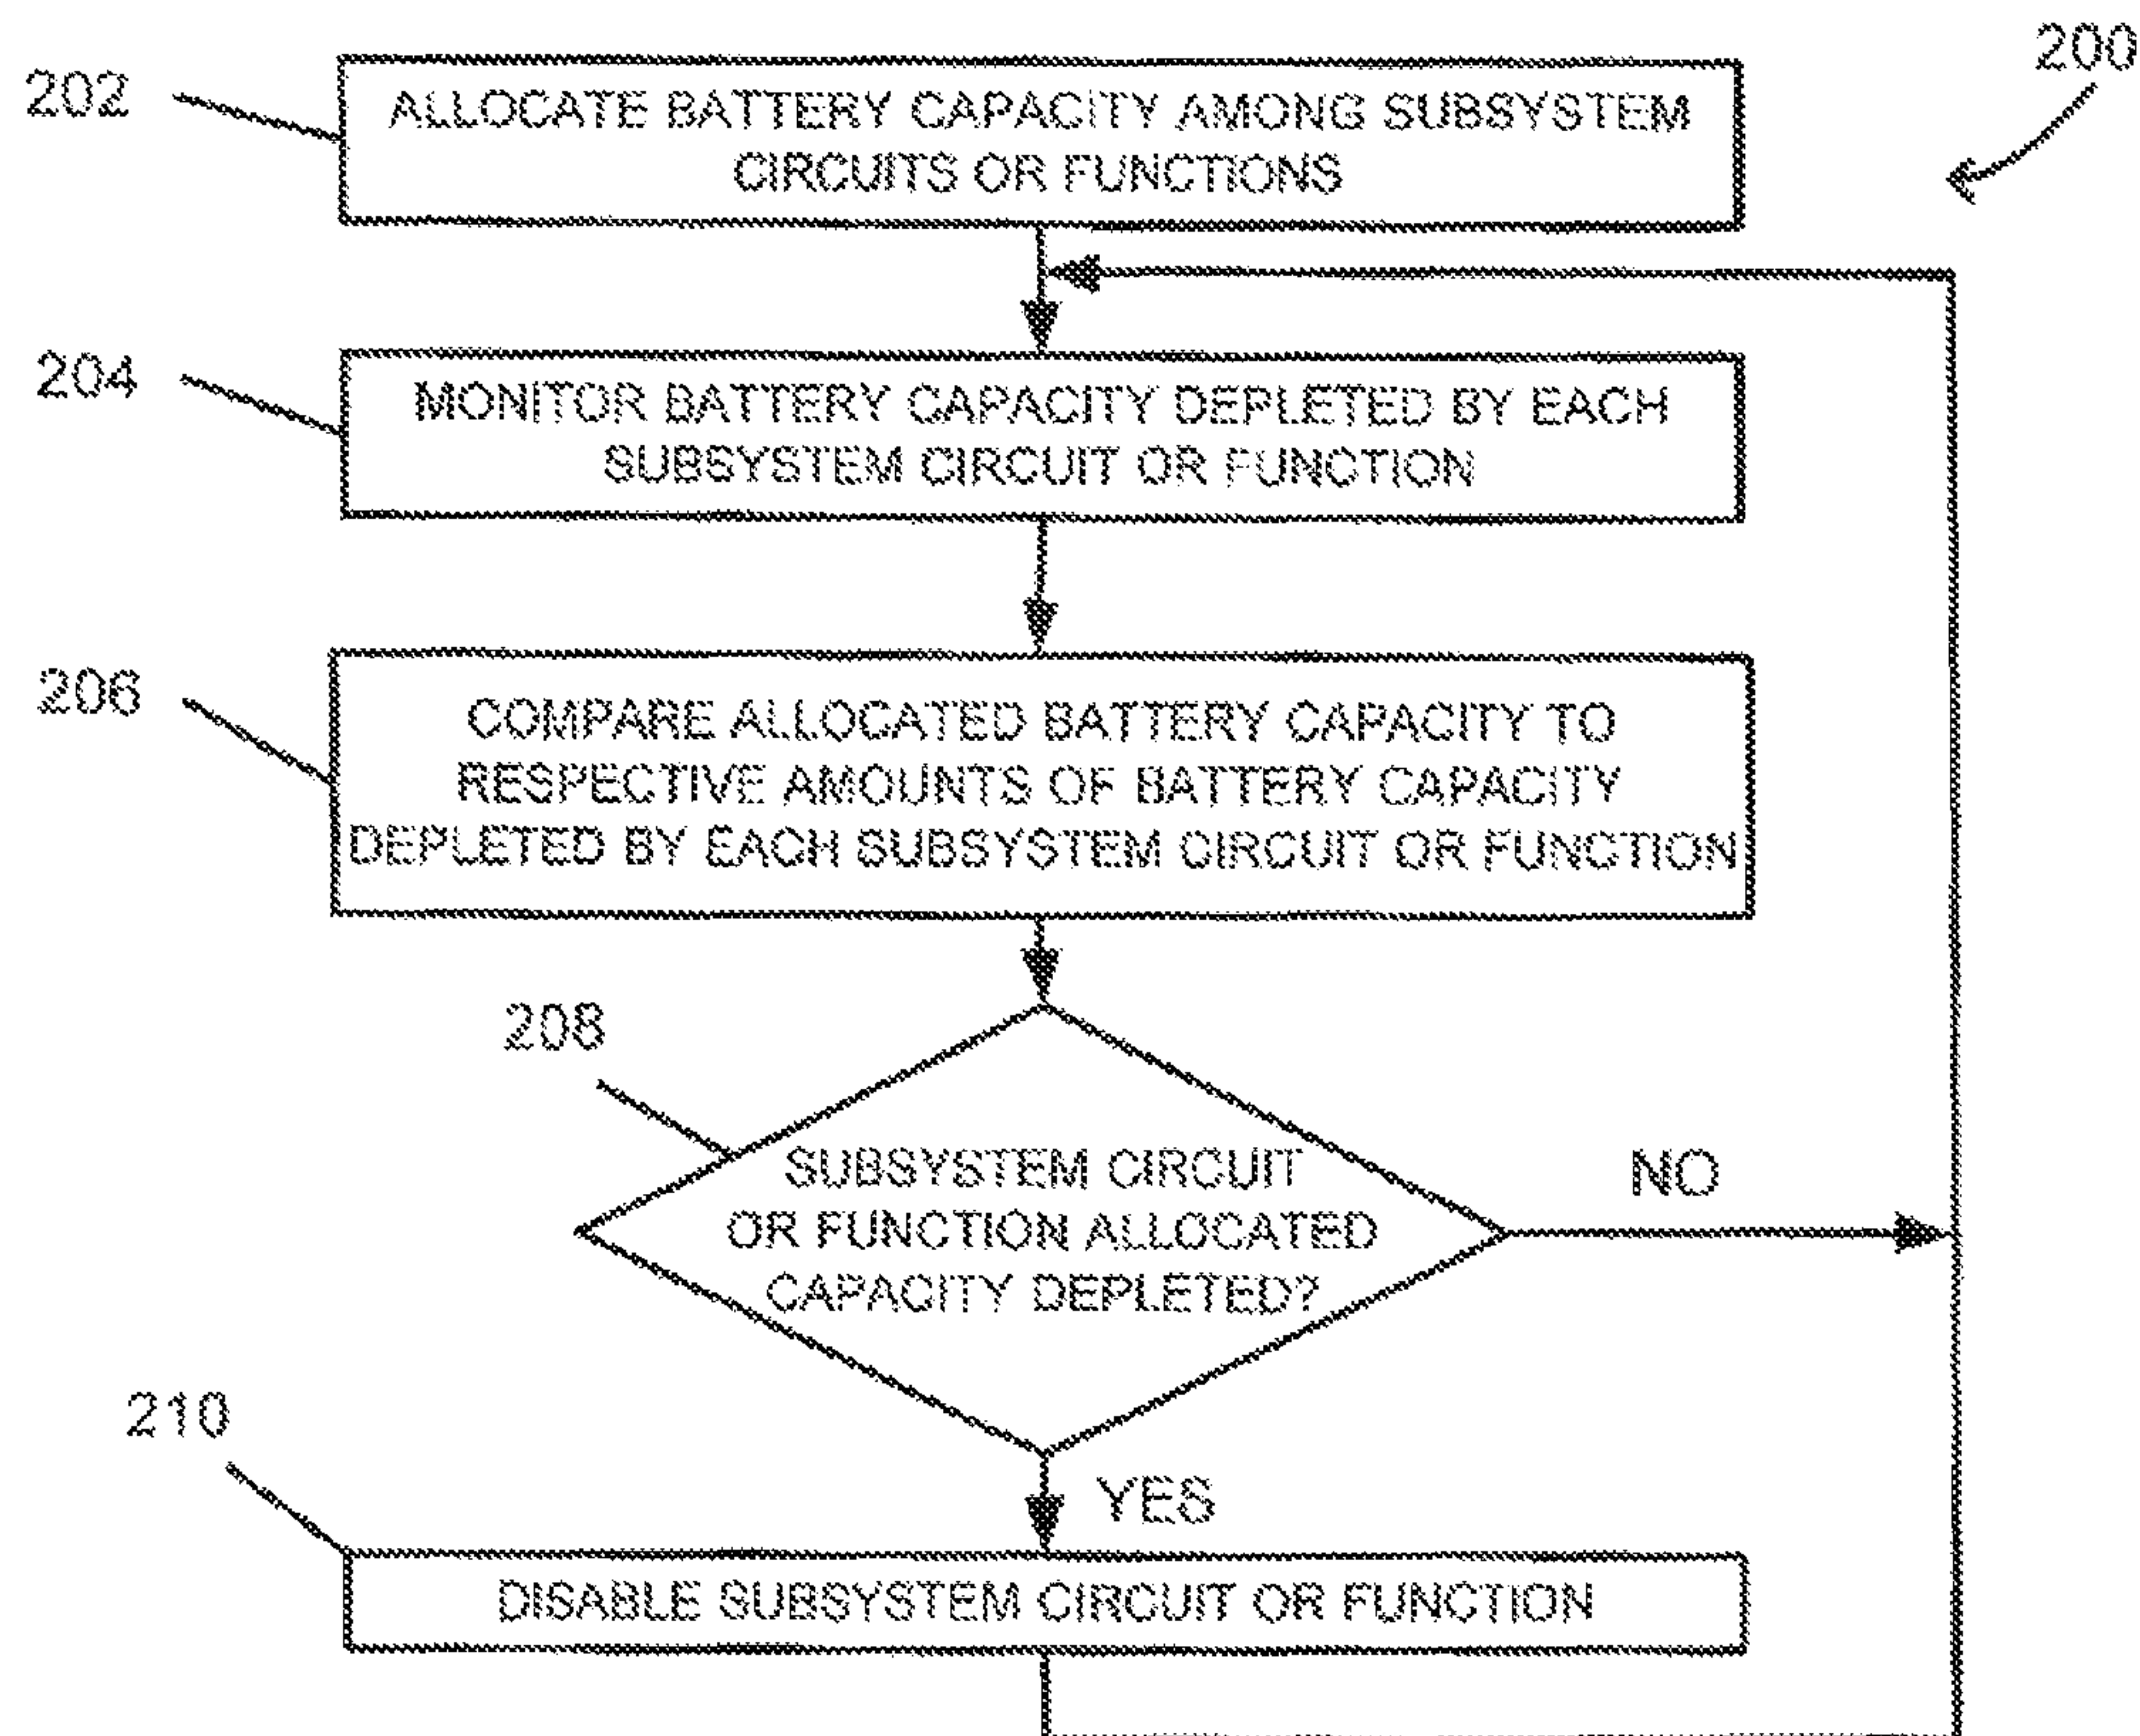 200
202
ALLOCATE BATTERY CAPACITY AMONG SUBSYSTEM
CIRCUITS OR FUNCTIONS
204
MONITOR BATTERY CAPACITY DEPLETED BY EACH
SUBSYSTEM CIRCUIT OR FUNCTION
206
COMPARE ALLOCATED BATTERY CAPACITY TO
RESPECTIVE AMOUNTS OF BATTERY CAPACITY
DEPLETED BY EACH SUBSYSTEM CIRCUIT OR FUNCTION
208
SUBSYSTEM CIRCUIT
OR FUNCTION ALLOCATED
CAPACITY DEPLETED?
NO
YES
210
DISABLE SUBSYSTEM CIRCUIT OR FUNCTION